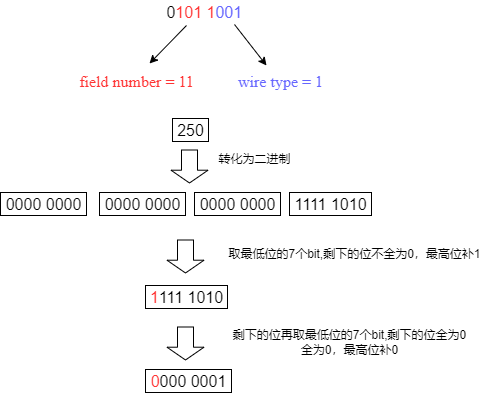 0101 1001
field number = 11
wire type = 1
250
转化为二进制
0000 0000
0000 0000
0000 0000
1111 1010
取最低位的7个bit,剩下的位不全为0，最高位补1
1111 1010
剩下的位再取最低位的7个bit,剩下的位全为0
全为0，最高位补0
0000 0001